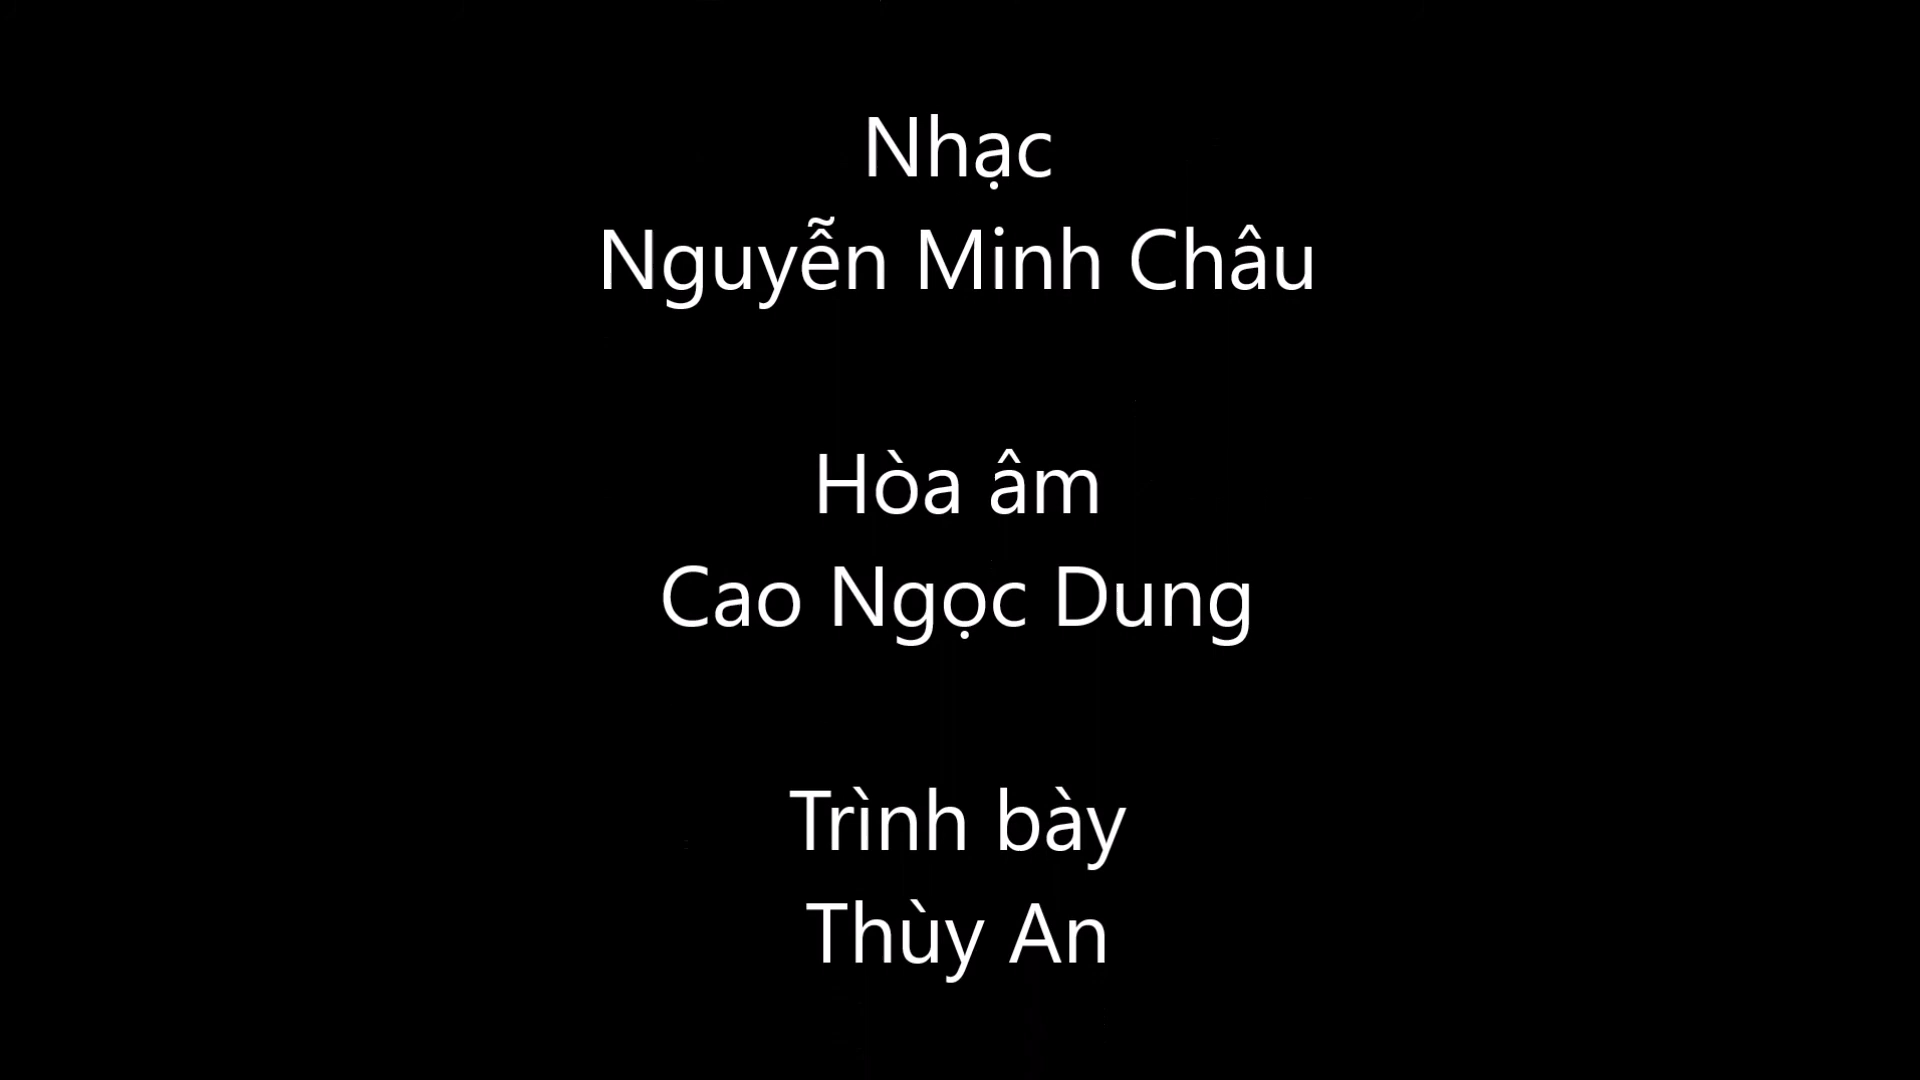 Nhạc
Nguyễn Minh Châu
Hòa âm
Cao Ngọc Dung
Trình bày
Thùy An